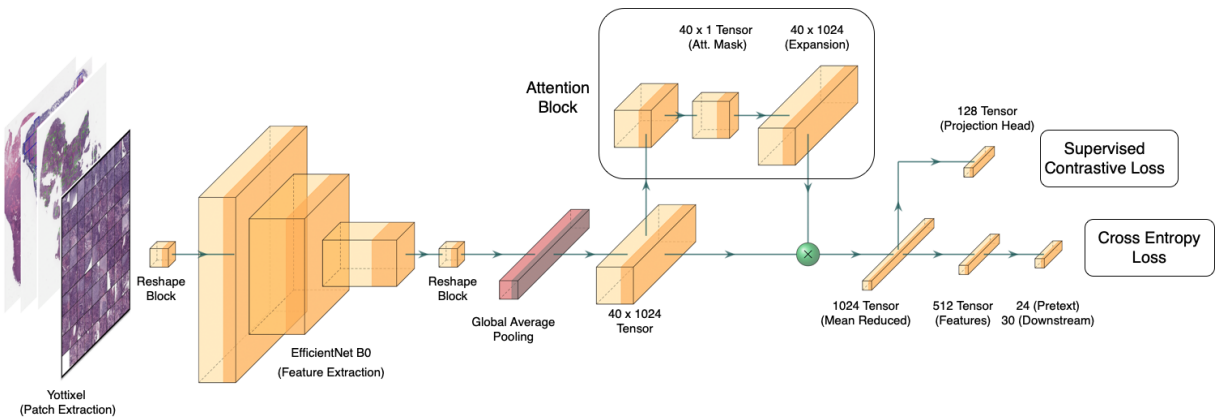 40 x 1 Tensor
(Att. Mask)
40 x 1024
(Expansion)
Attention
Block
128 Tensor
(Projection Head)
Supervised
Contrastive Loss
Reshape
Block
Reshape
Block
Global Average
Pooling
40 x 1024
Tensor
×
1024 Tensor
(Mean Reduced)
512 Tensor
(Features)
24 (Pretext)
30 (Downstream)
Cross Entropy
Loss
EfficientNet B0
(Feature Extraction)
Yottixel
(Patch Extraction)